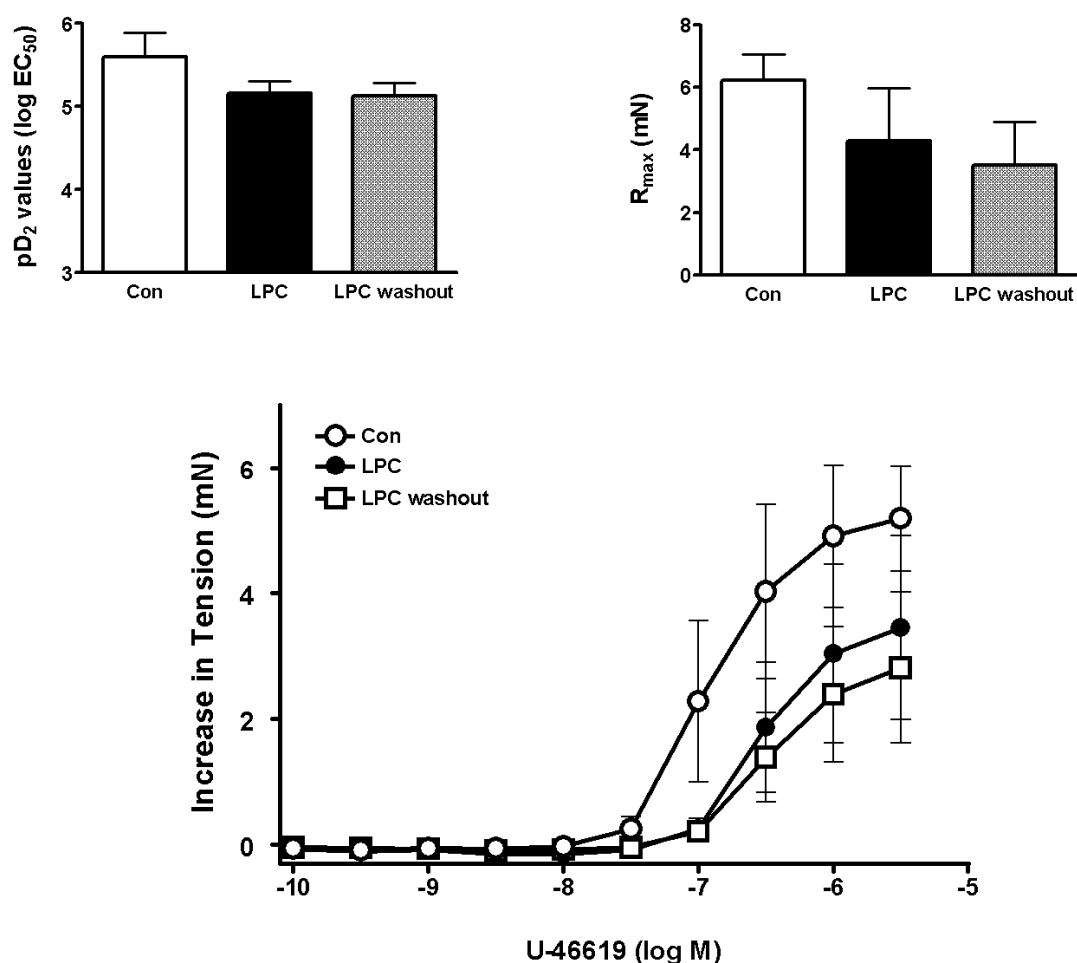 pD2 values (log EC50)
6
5
4
3
Con
LPC
LPC washout
Rmax (mN)
8
6
4
2
0
Con
LPC
LPC washout
Increase in Tension (mN)
6
4
2
0
Con
LPC
LPC washout
-10
-9
-8
-7
-6
-5
U-46619 (log M)